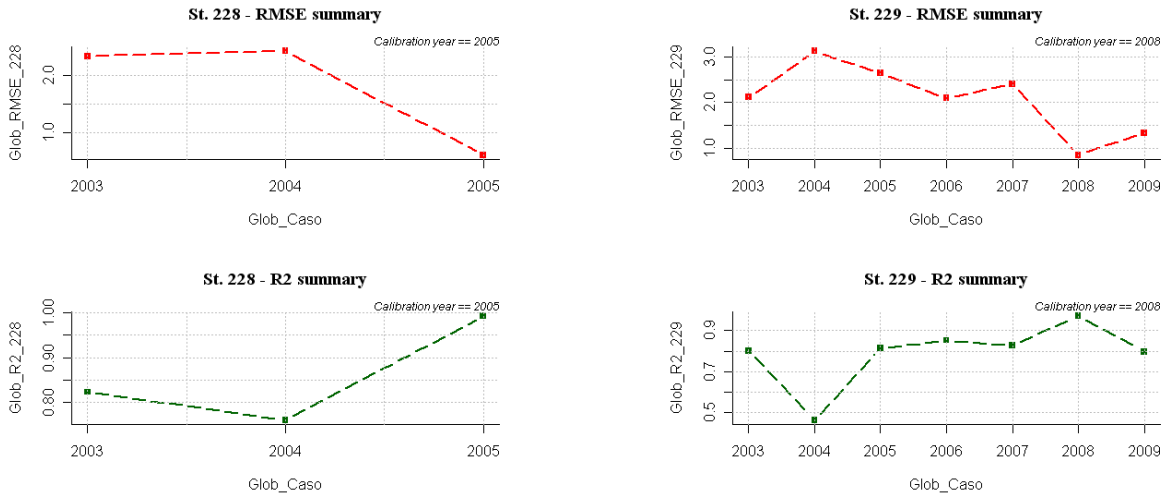 St. 228 - RMSE summary
Calibration year == 2005
Glob_RMSE_228
2.0
1.0
2003 2004 2005
Glob_Caso
St. 229 - RMSE summary
Calibration year == 2008
Glob_RMSE_229
3.0
2.0
1.0
2003 2004 2005 2006 2007 2008 2009
Glob_Caso
St. 228 - R2 summary
Calibration year == 2005
Glob_R2_228
1.00
0.90
0.80
2003 2004 2005
Glob_Caso
St. 229 - R2 summary
Calibration year == 2008
Glob_R2_229
0.9
0.7
0.5
2003 2004 2005 2006 2007 2008 2009
Glob_Caso